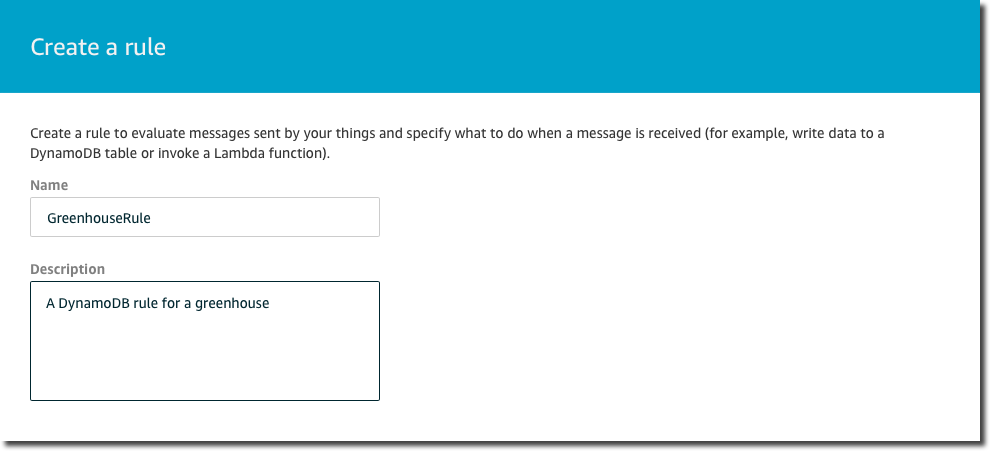 Create a rule
Create a rule to evaluate messages sent by your things and specify what to do when a message is received (for example, write data to a
DynamoDB table or invoke a Lambda function).
Name
GreenhouseRule
Description
A DynamoDB rule for a greenhouse